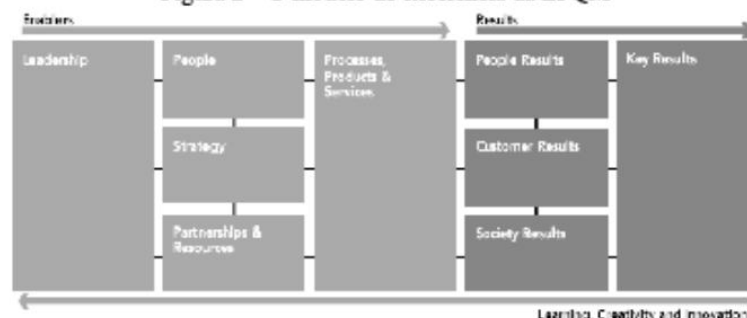 Enablers
Results
Leadership
People
Processes,
Products &
Services
People Results
Key Results
Strategy
Customer Results
Partnerships &
Resources
Society Results
Learning, Creativity and Innovation